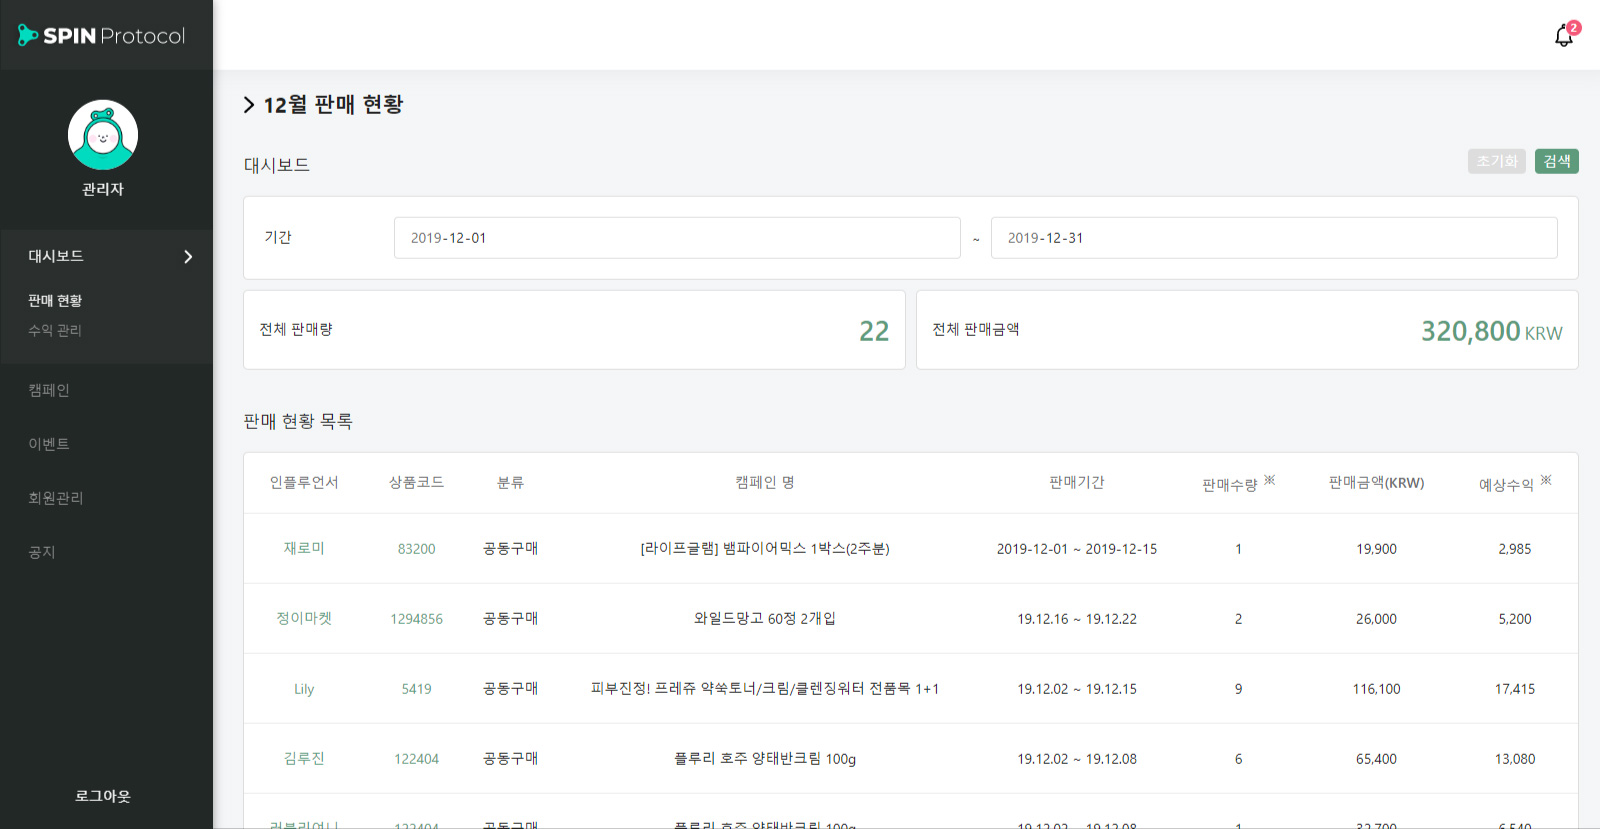 SPIN Protocol
2
관리자
대시보드
판매 현황
수익 관리
캠페인
이벤트
회원관리
공지
로그아웃
12월 판매 현황
대시보드
초기화 검색
기간 2019-12-01 ~ 2019-12-31
전체 판매량 22 전체 판매금액 320,800 KRW
판매 현황 목록
인플루언서 상품코드 분류 캠페인 명 판매기간 판매수량 ※ 판매금액(KRW) 예상수익 ※
재로미 83200 공동구매 [라이프글램] 뱀파이어믹스 1박스(2주분) 2019-12-01 ~ 2019-12-15 1 19,900 2,985
정이마켓 1294856 공동구매 와일드망고 60정 2개입 19.12.16 ~ 19.12.22 2 26,000 5,200
Lily 5419 공동구매 피부진정! 프레쥬 약쑥토너/크림/클렌징워터 전품목 1+1 19.12.02 ~ 19.12.15 9 116,100 17,415
김루진 122404 공동구매 플루리 호주 양태반크림 100g 19.12.02 ~ 19.12.08 6 65,400 13,080
122404 공동구매 플루리 호주 양태반크림 100g 19.12.02 ~ 19.12.08 1 32,700 6,540